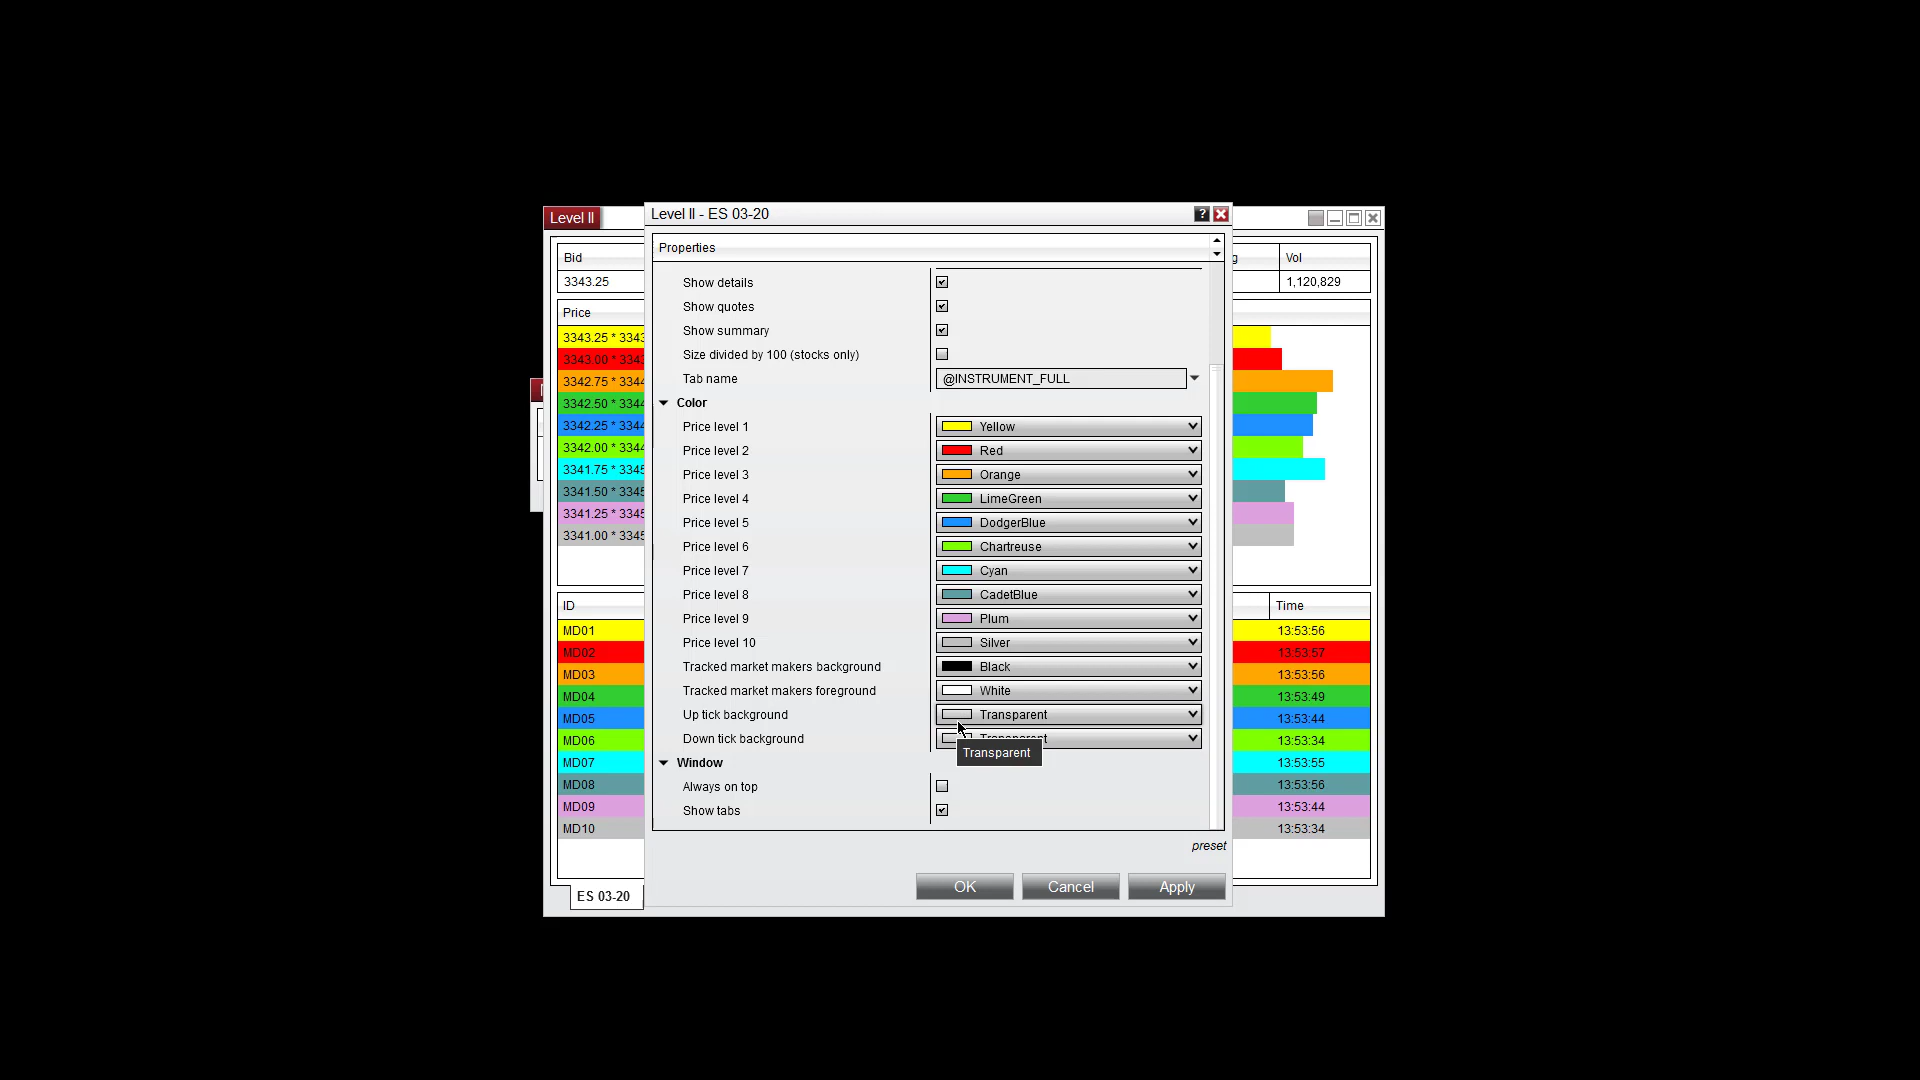 Level II
Level II - ES 03-20
?
Properties
Bid
g
Vol
3343.25
1,120,829
Show details
Show quotes
Show summary
Size divided by 100 (stocks only)
Tab name
@INSTRUMENT_FULL
Color
Price level 1 Yellow
Price level 2 Red
Price level 3 Orange
Price level 4 LimeGreen
Price level 5 DodgerBlue
Price level 6 Chartreuse
Price level 7 Cyan
Price level 8 CadetBlue
Price level 9 Plum
Price level 10 Silver
Tracked market makers background Black
Tracked market makers foreground White
Up tick background Transparent
Down tick background Transparent
Transparent
Window
Always on top
Show tabs
preset
OK Cancel Apply
Price
3343.25 * 3343
3343.00 * 3343
3342.75 * 3344
3342.50 * 3344
3342.25 * 3344
3342.00 * 3344
3341.75 * 3345
3341.50 * 3345
3341.25 * 3345
3341.00 * 3345
ID Time
MD01 13:53:56
MD02 13:53:57
MD03 13:53:56
MD04 13:53:49
MD05 13:53:44
MD06 13:53:34
MD07 13:53:55
MD08 13:53:56
MD09 13:53:44
MD10 13:53:34
ES 03-20